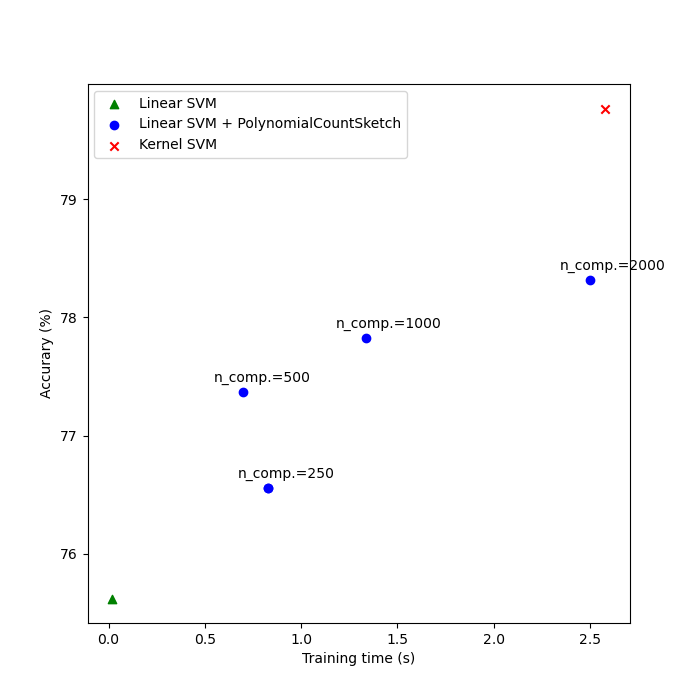 Linear SVM
Linear SVM + PolynomialCountSketch
Kernel SVM
79
n_comp.=2000
78
n_comp.=1000
n_comp.=500
77
n_comp.=250
76
Accurary (%)
0.0 0.5 1.0 1.5 2.0 2.5
Training time (s)